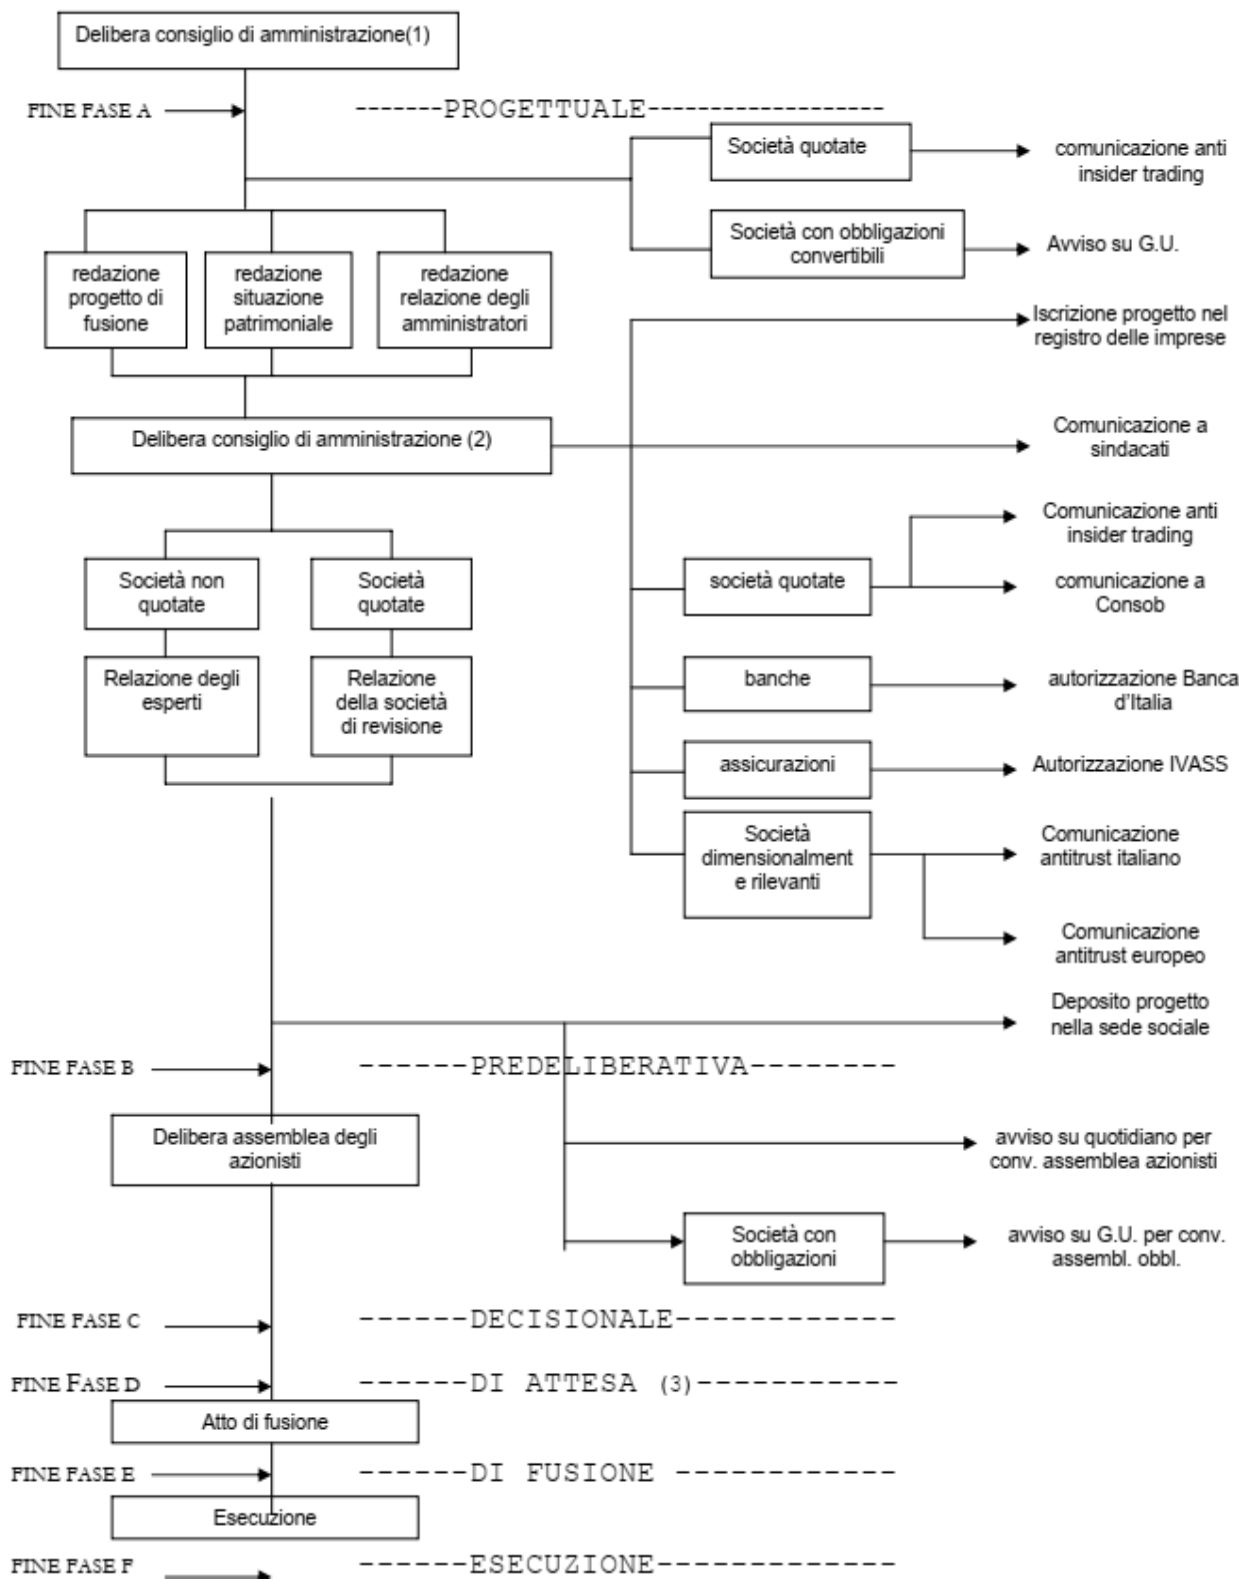 Delibera consiglio di amministrazione(1)
FINE FASE A
-------PROGETTUALE-------------------
Società quotate
comunicazione anti
insider trading
Società con obbligazioni
convertibili
Avviso su G.U.
redazione
progetto di
fusione
redazione
situazione
patrimoniale
redazione
relazione degli
amministratori
Iscrizione progetto nel
registro delle imprese
Delibera consiglio di amministrazione (2)
Comunicazione a
sindacati
Comunicazione anti
insider trading
Società non
quotate
Società
quotate
società quotate
comunicazione a
Consob
Relazione degli
esperti
Relazione
della società
di revisione
banche
autorizzazione Banca
d'Italia
assicurazioni
Autorizzazione IVASS
Società
dimensionalment
e rilevanti
Comunicazione
antitrust italiano
Comunicazione
antitrust europeo
Deposito progetto
nella sede sociale
FINE FASE B
------PREDELIBERATIVA--------
Delibera assemblea degli
azionisti
avviso su quotidiano per
conv. assemblea azionisti
Società con
obbligazioni
avviso su G.U. per conv.
assembl. obbl.
FINE FASE C
------DECISIONALE------------
FINE FASE D
------DI ATTESA (3)-----------
Atto di fusione
FINE FASE E
------DI FUSIONE ------------
Esecuzione
FINE FASE F
------ESECUZIONE-------------